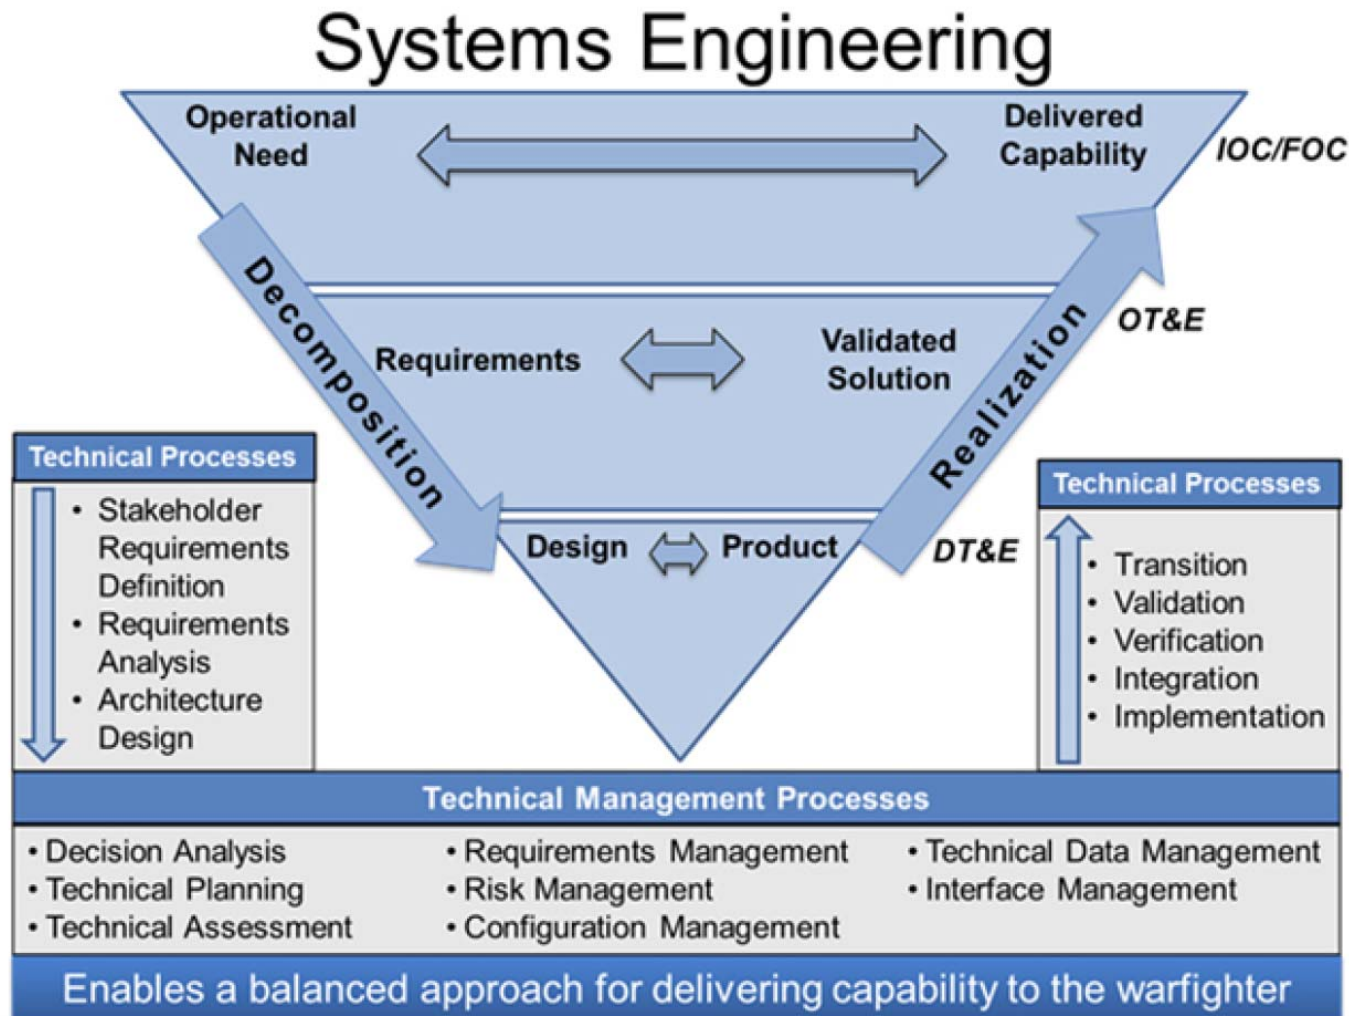 Systems Engineering
Operational
Need
Delivered
Capability
IOC/FOC
Decomposition
Realization
OT&E
Requirements
Validated
Solution
Design
Product
DT&E
Technical Processes
• Stakeholder
Requirements
Definition
• Requirements
Analysis
• Architecture
Design
Technical Processes
• Transition
• Validation
• Verification
• Integration
• Implementation
Technical Management Processes
• Decision Analysis
• Technical Planning
• Technical Assessment
• Requirements Management
• Risk Management
• Configuration Management
• Technical Data Management
• Interface Management
Enables a balanced approach for delivering capability to the warfighter